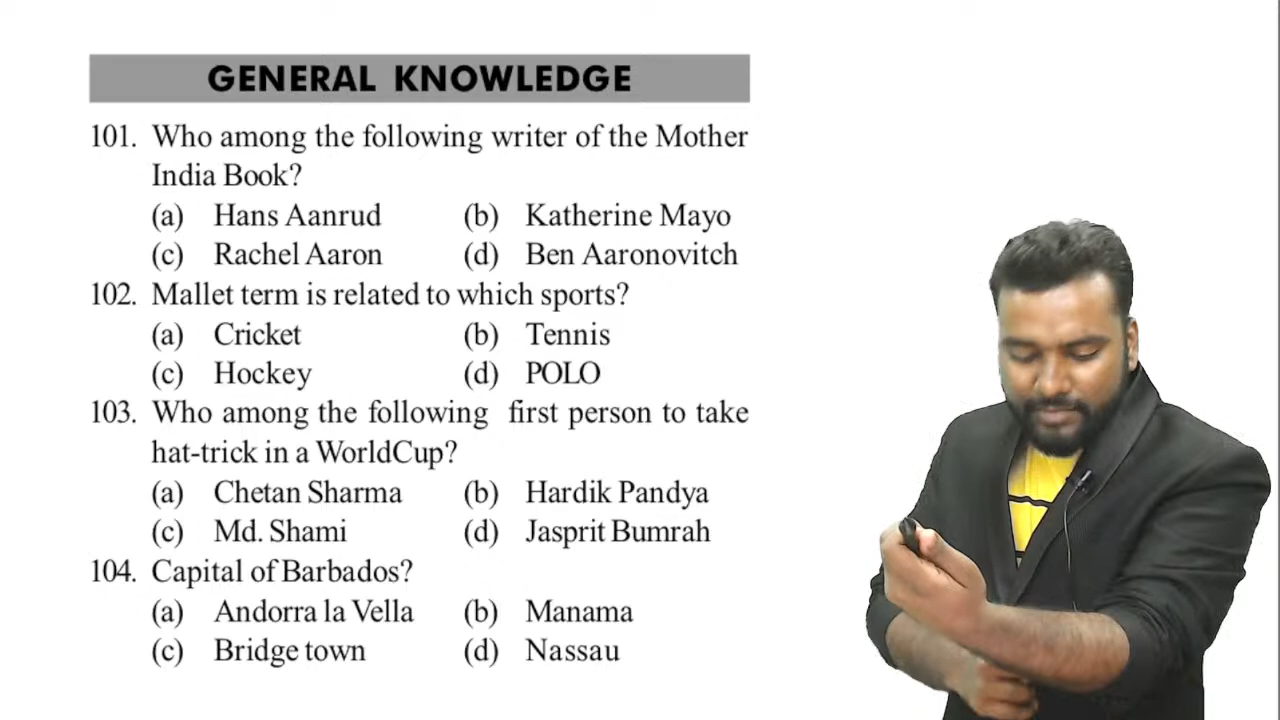 GENERAL KNOWLEDGE
101. Who among the following writer of the Mother
India Book?
(a) Hans Aanrud (b) Katherine Mayo
(c) Rachel Aaron (d) Ben Aaronovitch
102. Mallet term is related to which sports?
(a) Cricket (b) Tennis
(c) Hockey (d) POLO
103. Who among the following first person to take
hat-trick in a WorldCup?
(a) Chetan Sharma (b) Hardik Pandya
(c) Md. Shami (d) Jasprit Bumrah
104. Capital of Barbados?
(a) Andorra la Vella (b) Manama
(c) Bridge town (d) Nassau